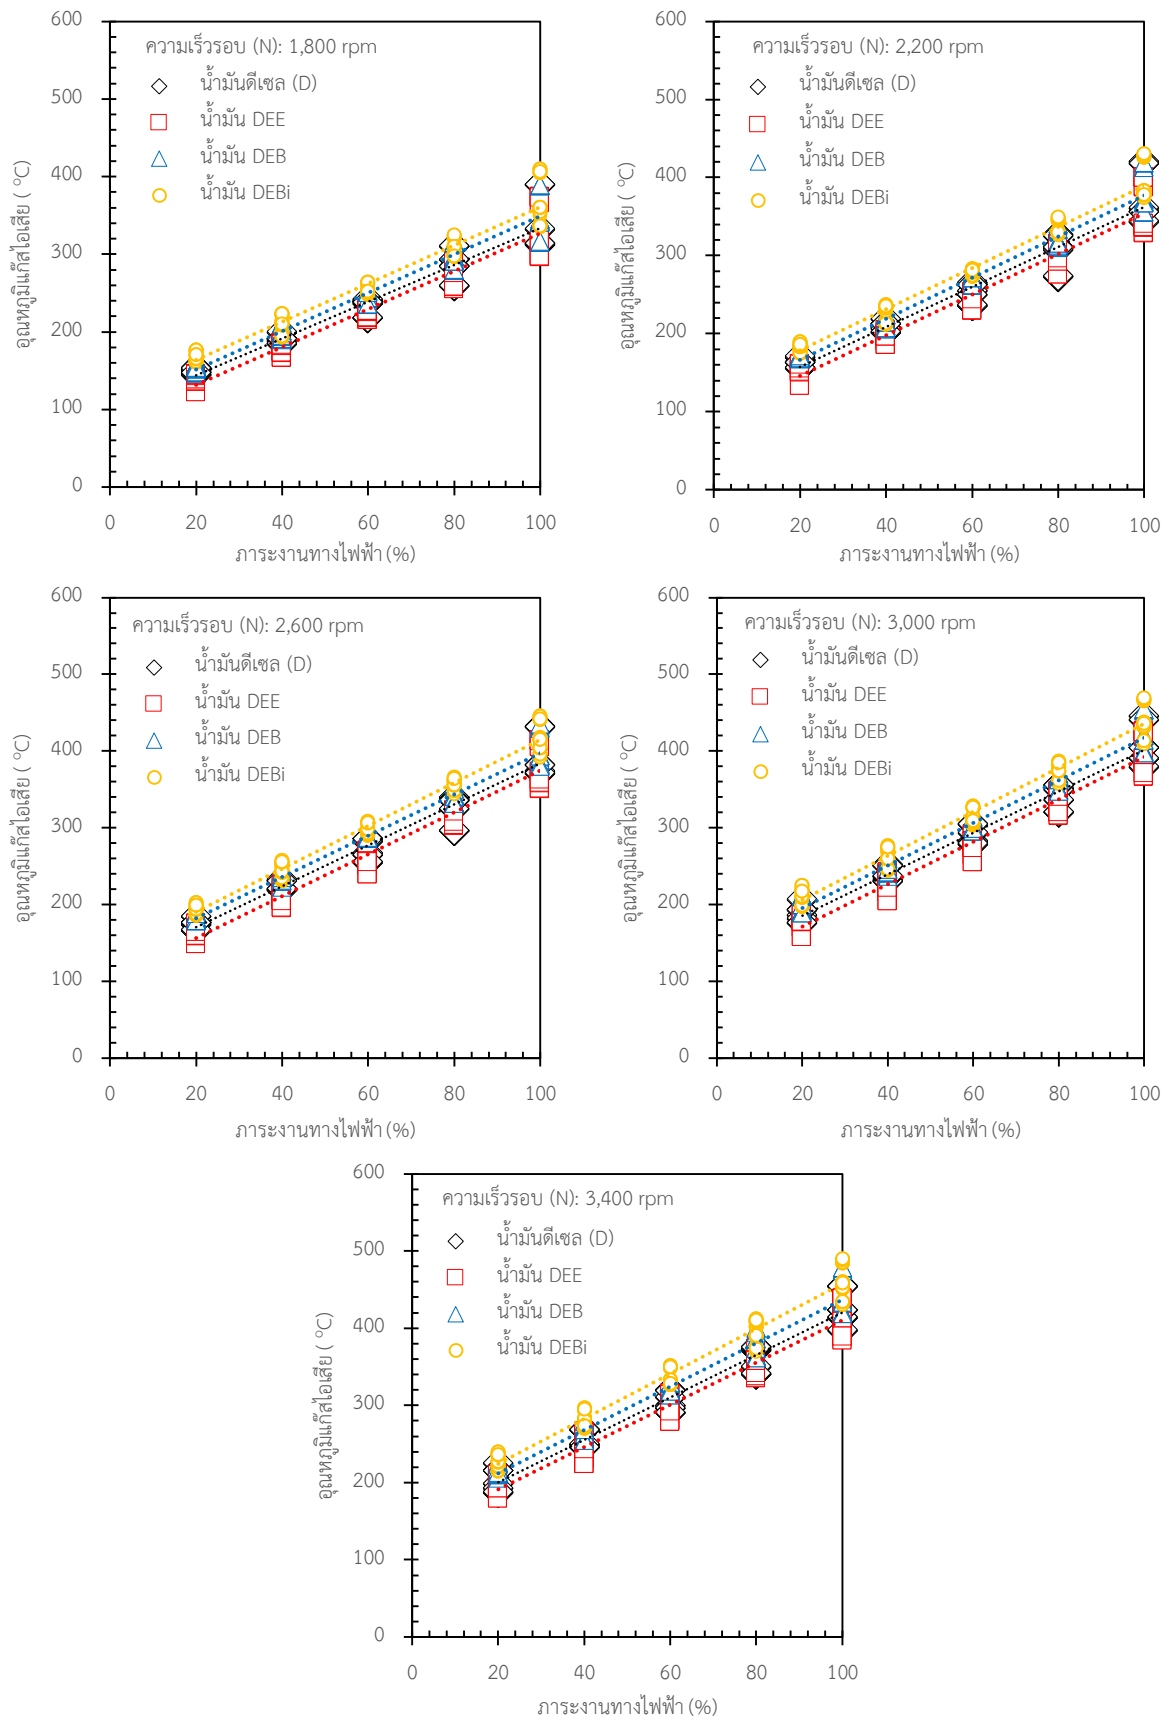 600
500
400
300
200
100
0
0 20 40 60 80 100
อุณหภูมิแก๊สไอเสีย ( °C)
ภาระงานทางไฟฟ้า (%)
ความเร็วรอบ (N): 1,800 rpm
น้ำมันดีเซล (D)
น้ำมัน DEE
น้ำมัน DEB
น้ำมัน DEBi
600
500
400
300
200
100
0
0 20 40 60 80 100
อุณหภูมิแก๊สไอเสีย ( °C)
ภาระงานทางไฟฟ้า (%)
ความเร็วรอบ (N): 2,200 rpm
น้ำมันดีเซล (D)
น้ำมัน DEE
น้ำมัน DEB
น้ำมัน DEBi
600
500
400
300
200
100
0
0 20 40 60 80 100
อุณหภูมิแก๊สไอเสีย ( °C)
ภาระงานทางไฟฟ้า (%)
ความเร็วรอบ (N): 2,600 rpm
น้ำมันดีเซล (D)
น้ำมัน DEE
น้ำมัน DEB
น้ำมัน DEBi
600
500
400
300
200
100
0
0 20 40 60 80 100
อุณหภูมิแก๊สไอเสีย ( °C)
ภาระงานทางไฟฟ้า (%)
ความเร็วรอบ (N): 3,000 rpm
น้ำมันดีเซล (D)
น้ำมัน DEE
น้ำมัน DEB
น้ำมัน DEBi
600
500
400
300
200
100
0
0 20 40 60 80 100
อุณหภูมิแก๊สไอเสีย ( °C)
ภาระงานทางไฟฟ้า (%)
ความเร็วรอบ (N): 3,400 rpm
น้ำมันดีเซล (D)
น้ำมัน DEE
น้ำมัน DEB
น้ำมัน DEBi